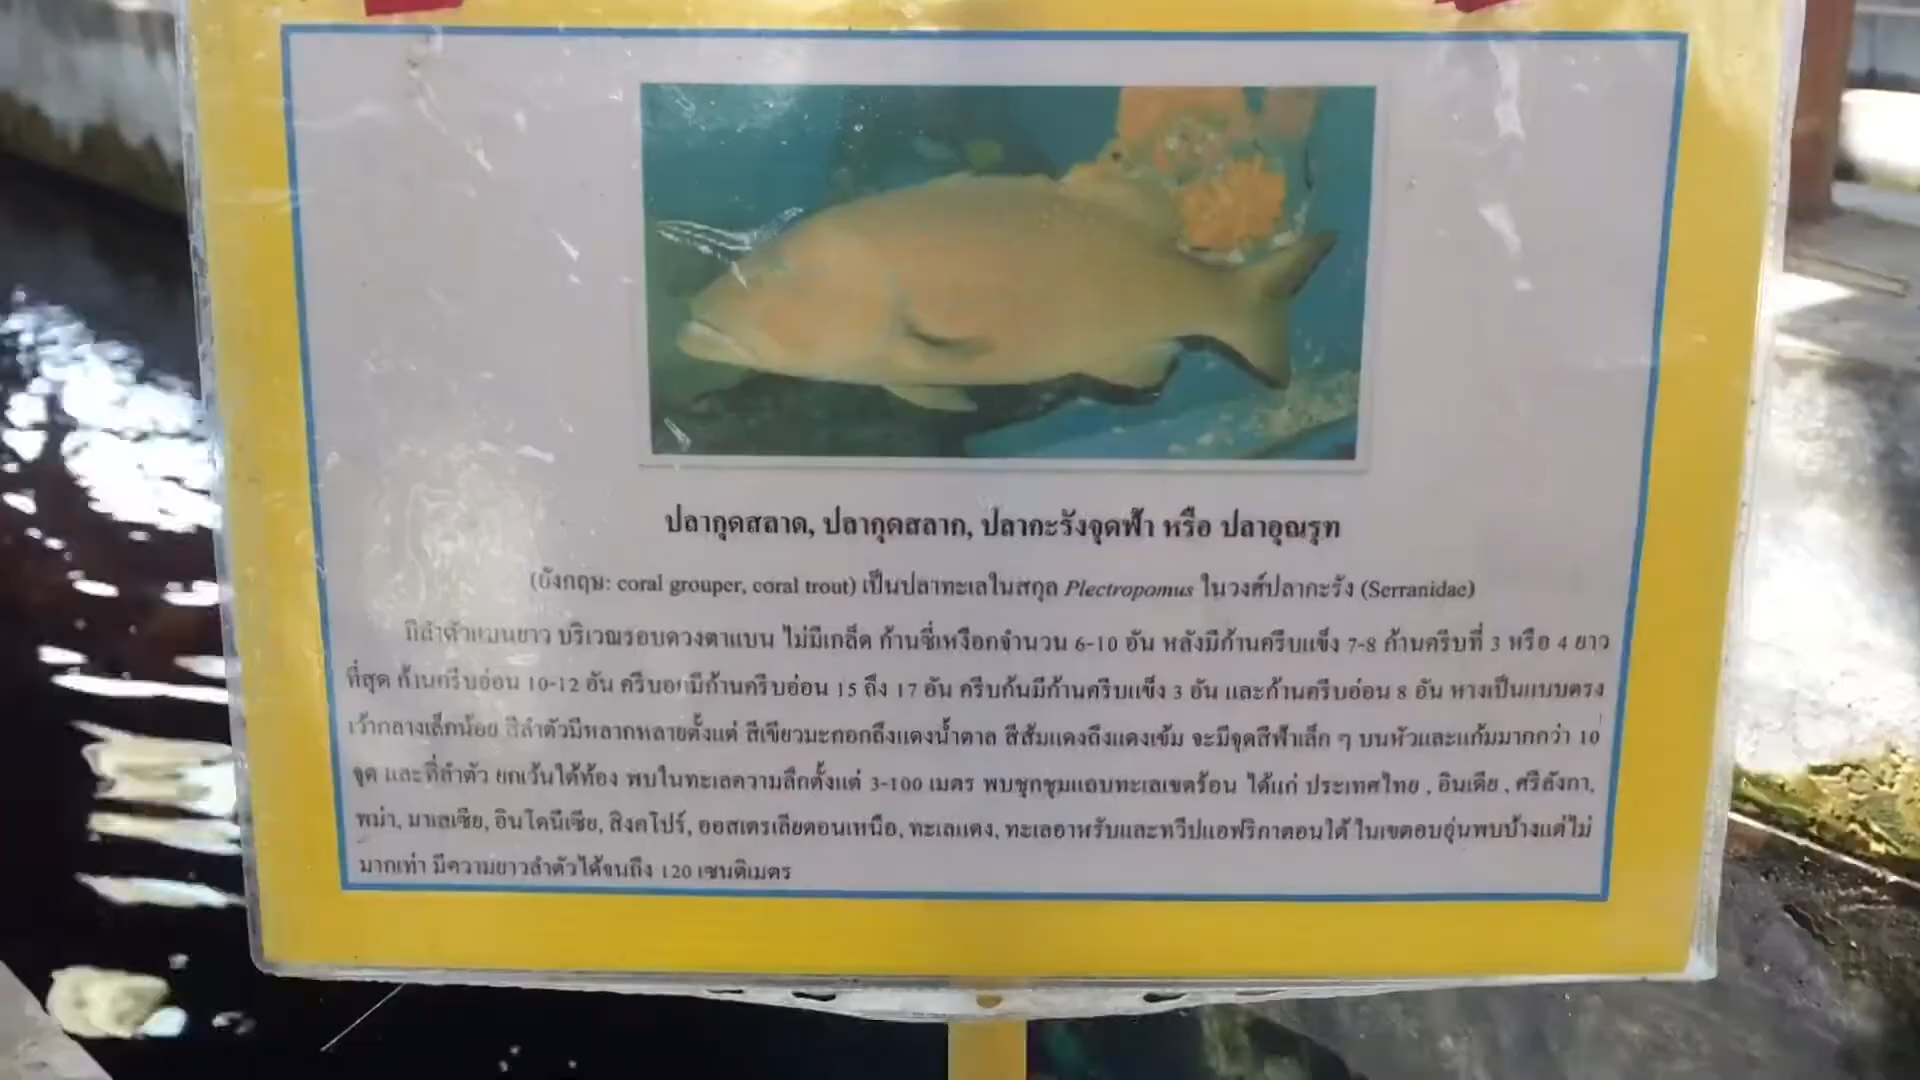 ปลากุดสลาด, ปลากุดสลาก, ปลากะรังจุดฟ้า หรือ ปลาอุณรุท
(อังกฤษ: coral grouper, coral trout) เป็นปลาทะเลในสกุล Plectropomus ในวงศ์ปลากะรัง (Serranidae)
มีลำตัวแบนยาว บริเวณรอบดวงตาแบน ไม่มีเกล็ด ก้านซี่เหงือกจำนวน 6-10 อัน หลังมีก้านครีบแข็ง 7-8 ก้านครีบที่ 3 หรือ 4 ยาว
ที่สุด ก้านครีบอ่อน 10-12 อัน ครีบอกมีก้านครีบอ่อน 15 ถึง 17 อัน ครีบก้นมีก้านครีบแข็ง 3 อัน และก้านครีบอ่อน 8 อัน หางเป็นแบบตรง
เว้ากลางเล็กน้อย สีลำตัวมีหลากหลายตั้งแต่ สีเขียวมะกอกถึงแดงน้ำตาล สีส้มแดงถึงแดงเข้ม จะมีจุดสีฟ้าเล็ก ๆ บนหัวและแก้มมากกว่า 10
จุด และที่ลำตัว ยกเว้นใต้ท้อง พบในทะเลความลึกตั้งแต่ 3-100 เมตร พบชุกชุมแถบทะเลเขตร้อน ได้แก่ ประเทศไทย , อินเดีย , ศรีลังกา,
พม่า, มาเลเซีย, อินโดนีเซีย, สิงคโปร์, ออสเตรเลียตอนเหนือ, ทะเลแดง, ทะเลอาหรับและทวีปแอฟริกาตอนใต้ ในเขตอบอุ่นพบบ้างแต่ไม่
มากเท่า มีความยาวลำตัวได้จนถึง 120 เซนติเมตร